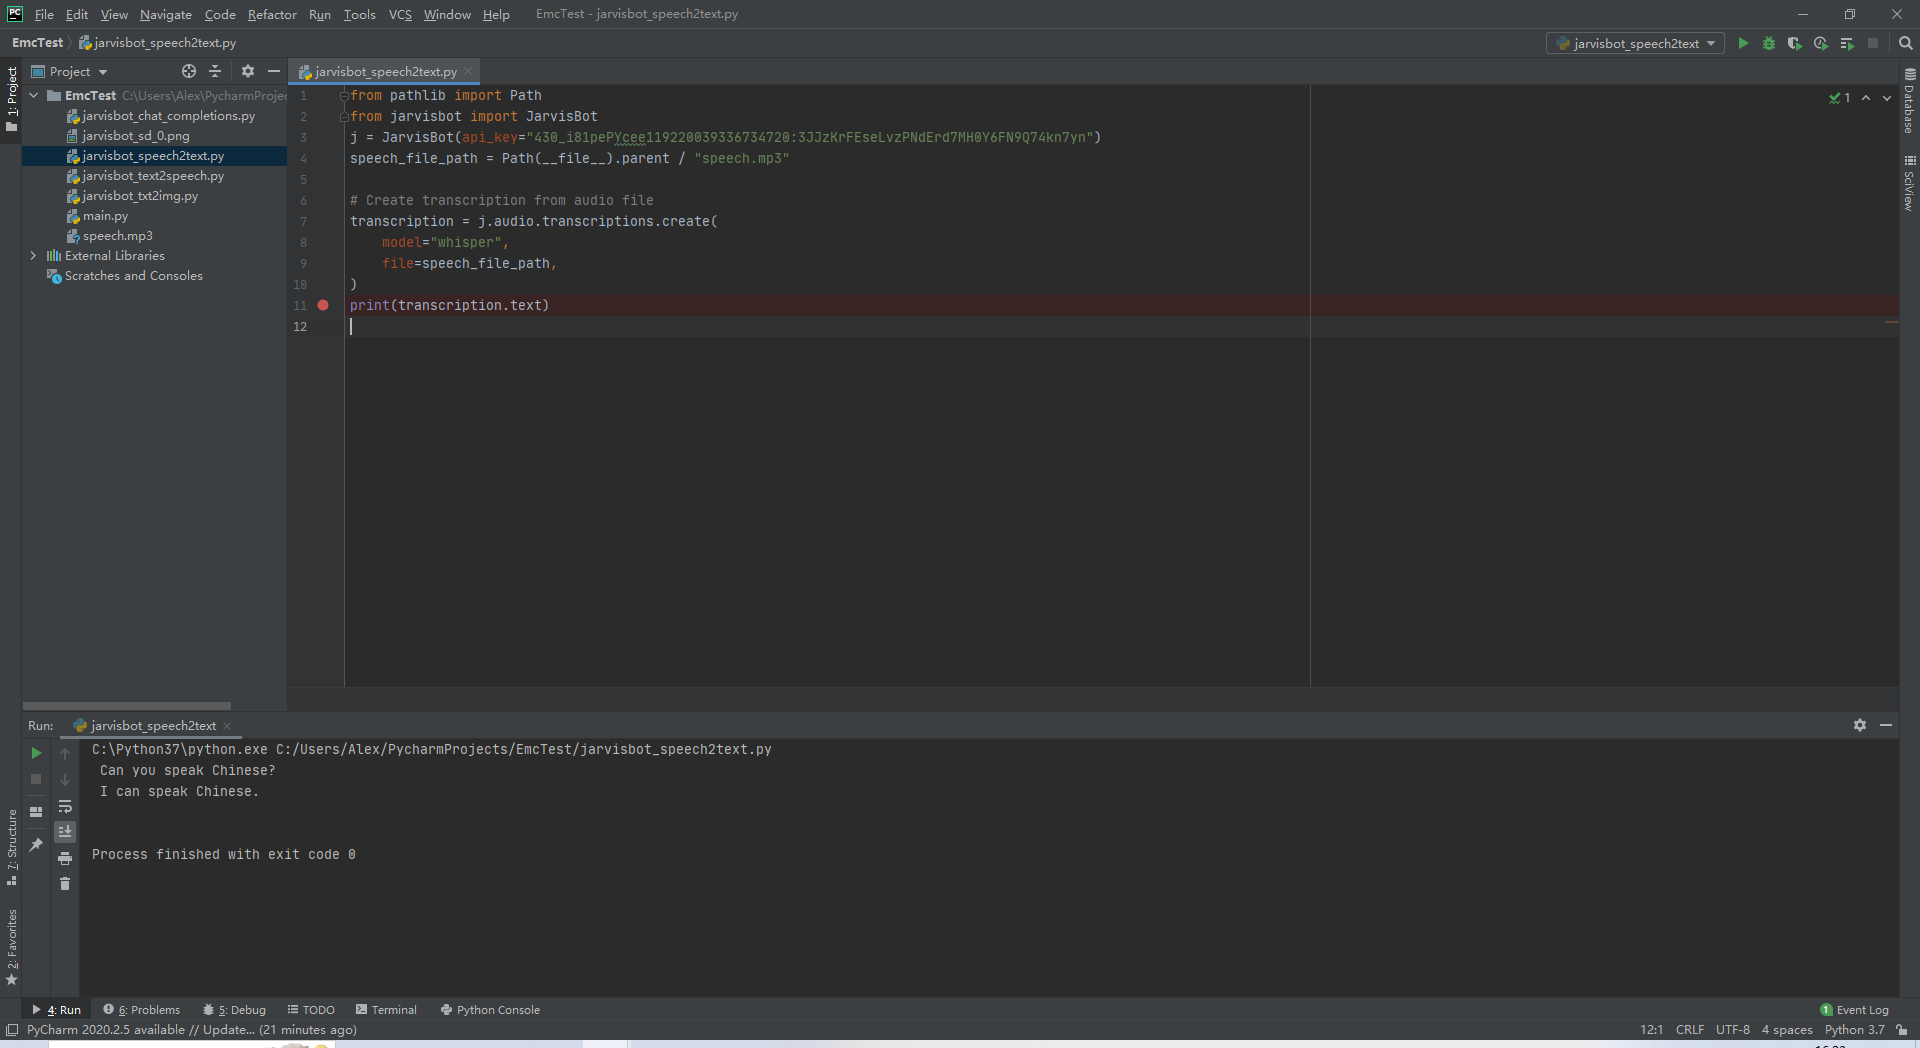 PC File Edit View Navigate Code Refactor Run Tools VCS Window Help EmcTest - jarvisbot_speech2text.py
EmcTest jarvisbot_speech2text.py
jarvisbot_speech2text
1: Project
Project
EmcTest C:\Users\Alex\PycharmProjec
jarvisbot_chat_completions.py
jarvisbot_sd_0.png
jarvisbot_speech2text.py
jarvisbot_text2speech.py
jarvisbot_txt2img.py
main.py
speech.mp3
External Libraries
Scratches and Consoles
jarvisbot_speech2text.py
1 from pathlib import Path
2 from jarvisbot import JarvisBot
3 j = JarvisBot(api_key="430_i81pePYcee119220039336734720:3JJzKrFEseLvzPNdErd7MH0Y6FN9Q74kn7yn")
4 speech_file_path = Path(__file__).parent / "speech.mp3"
5
6 # Create transcription from audio file
7 transcription = j.audio.transcriptions.create(
8 model="whisper",
9 file=speech_file_path,
10 )
11 print(transcription.text)
12
1
Database
SciView
Run: jarvisbot_speech2text
C:\Python37\python.exe C:/Users/Alex/PycharmProjects/EmcTest/jarvisbot_speech2text.py
Can you speak Chinese?
I can speak Chinese.
Process finished with exit code 0
7: Structure
2: Favorites
4: Run 6: Problems 5: Debug TODO Terminal Python Console 1 Event Log
PyCharm 2020.2.5 available // Update... (21 minutes ago) 12:1 CRLF UTF-8 4 spaces Python 3.7